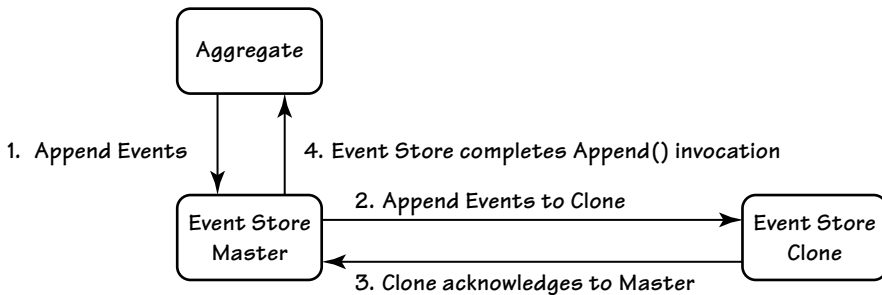 Aggregate
1. Append Events
4. Event Store completes Append() invocation
2. Append Events to Clone
Event Store
Master
Event Store
Clone
3. Clone acknowledges to Master